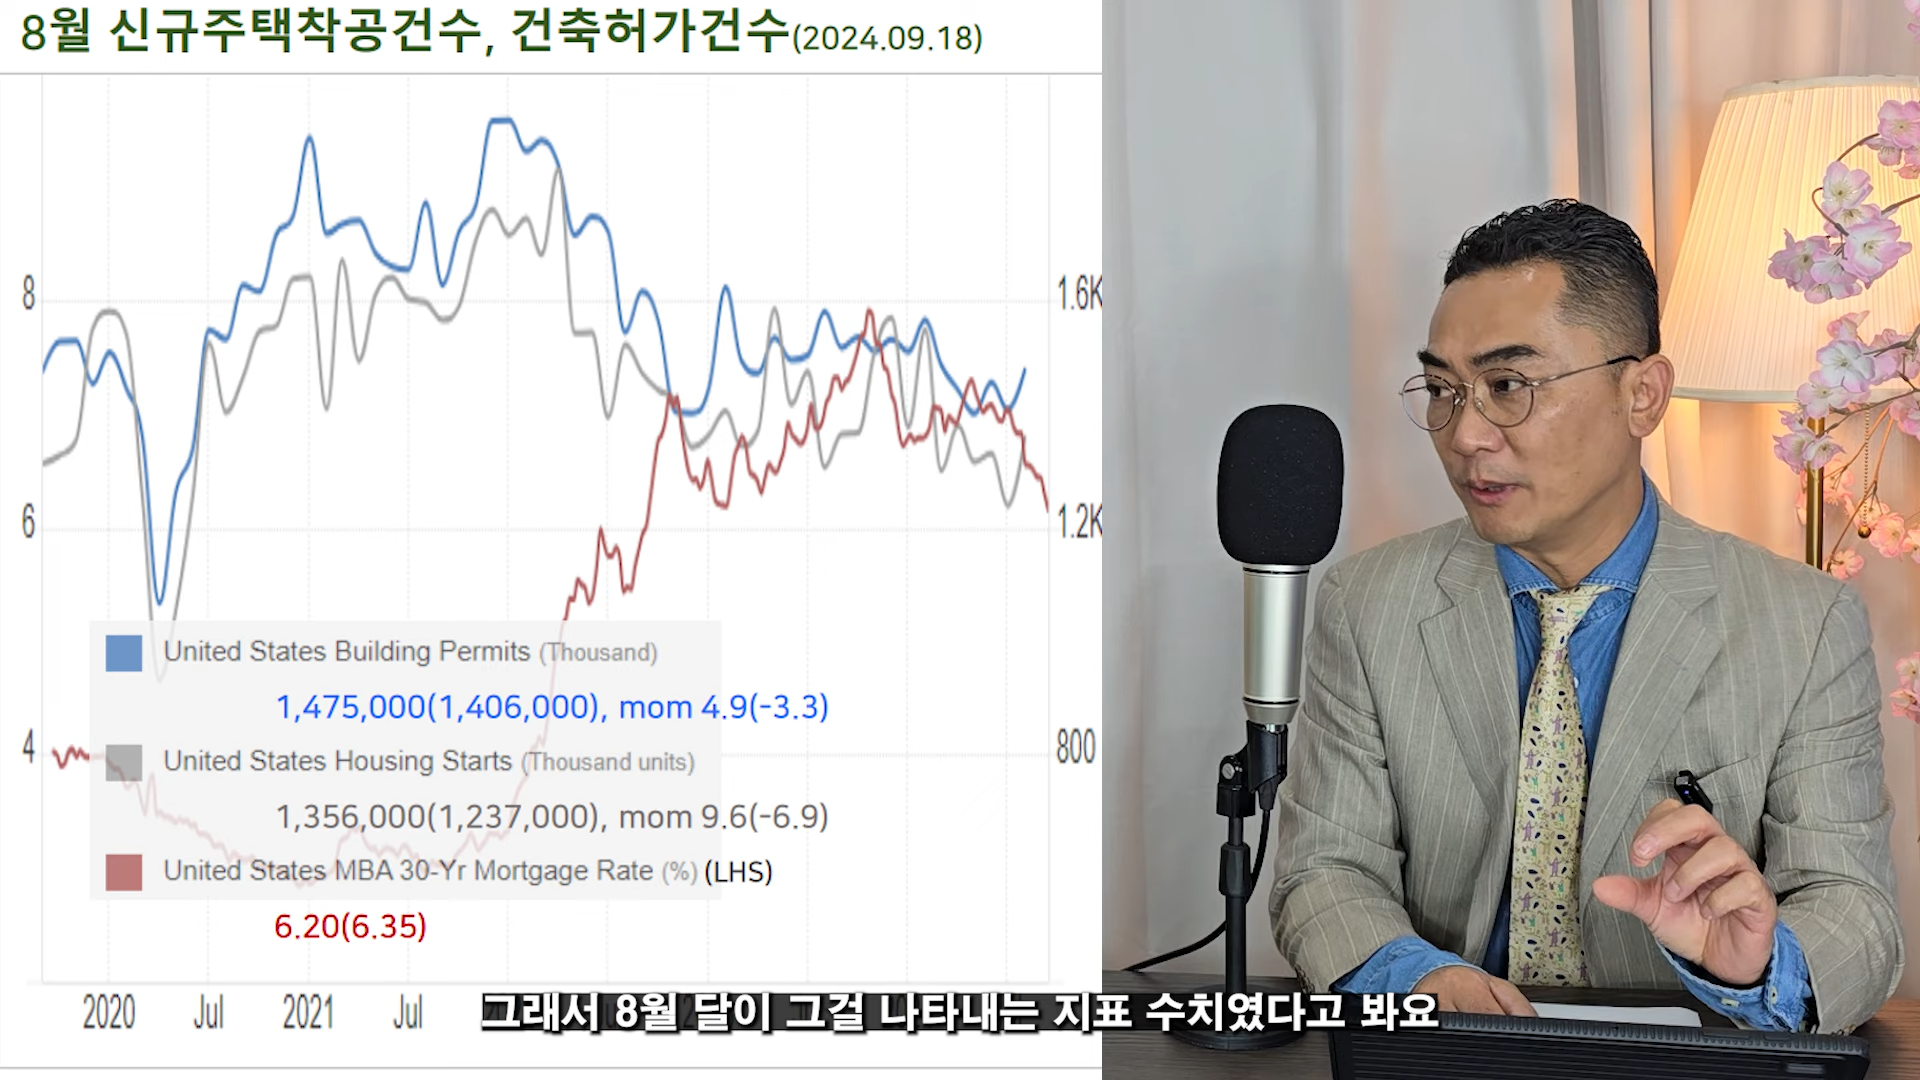 8월 신규주택착공건수, 건축허가건수(2024.09.18)
8
1.6K
6
1.2K
United States Building Permits (Thousand)
1,475,000(1,406,000), mom 4.9(-3.3)
4
800
United States Housing Starts (Thousand units)
1,356,000(1,237,000), mom 9.6(-6.9)
United States MBA 30-Yr Mortgage Rate (%) (LHS)
6.20(6.35)
2020 Jul 2021 Jul
그래서 8월 달이 그걸 나타내는 지표 수치였다고 봐요